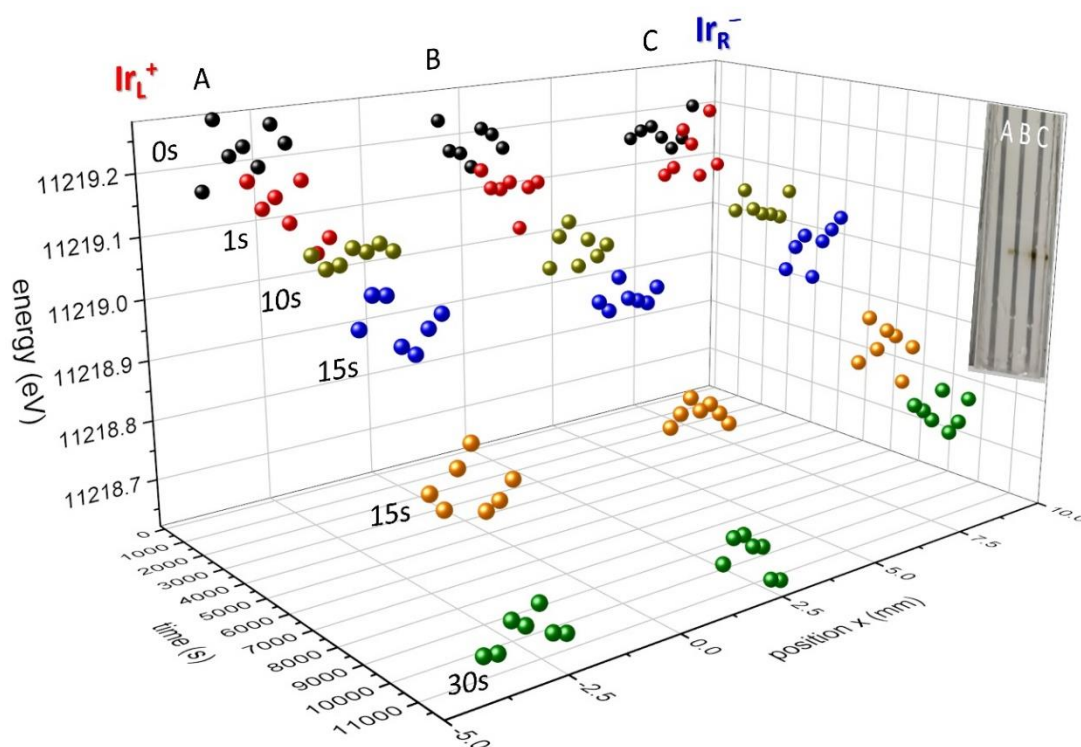 Ir_L^+
A
B
C
Ir_R^−
A B C
0s
1s
10s
15s
15s
30s
energy (eV)
11219.2
11219.1
11219.0
11218.9
11218.8
11218.7
time (s)
0
1000
2000
3000
4000
5000
6000
7000
8000
9000
10000
11000
position x (mm)
-5.0
-2.5
0.0
2.5
5.0
7.5
10.0